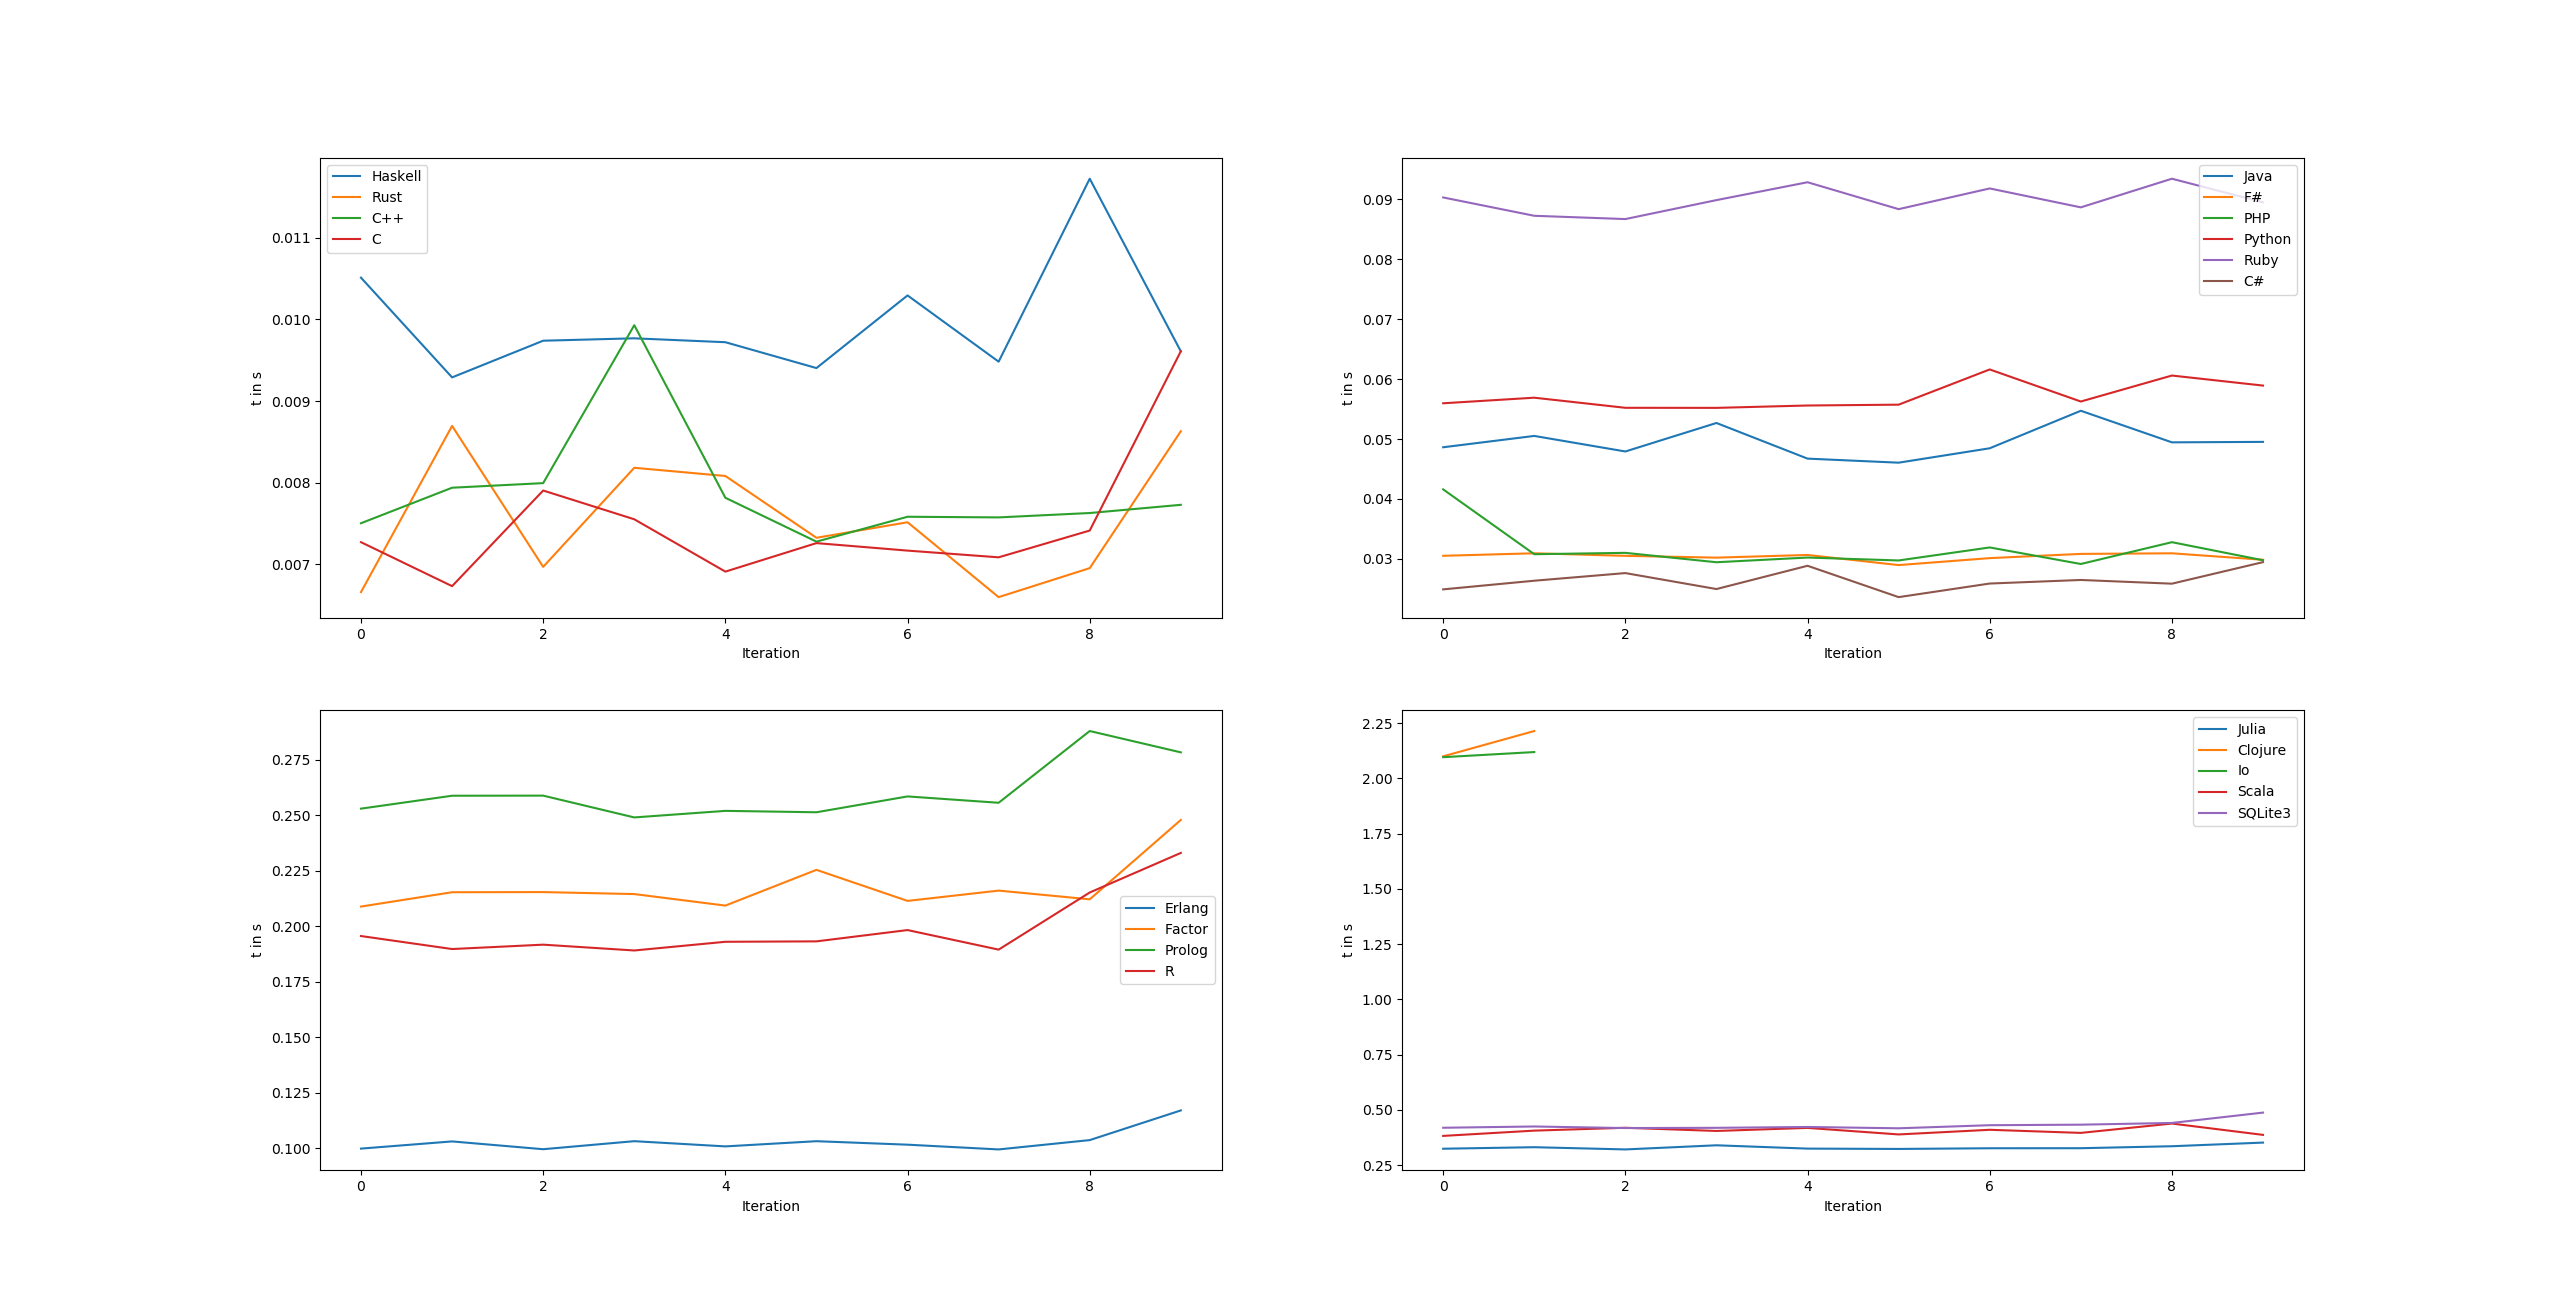 Haskell
Rust
C++
C
0.011
0.010
0.009
0.008
0.007
t in s
0 2 4 6 8
Iteration
Java
F#
PHP
Python
Ruby
C#
0.09
0.08
0.07
0.06
0.05
0.04
0.03
t in s
0 2 4 6 8
Iteration
0.275
0.250
0.225
0.200
0.175
0.150
0.125
0.100
t in s
Erlang
Factor
Prolog
R
0 2 4 6 8
Iteration
2.25
2.00
1.75
1.50
1.25
1.00
0.75
0.50
0.25
t in s
Julia
Clojure
Io
Scala
SQLite3
0 2 4 6 8
Iteration